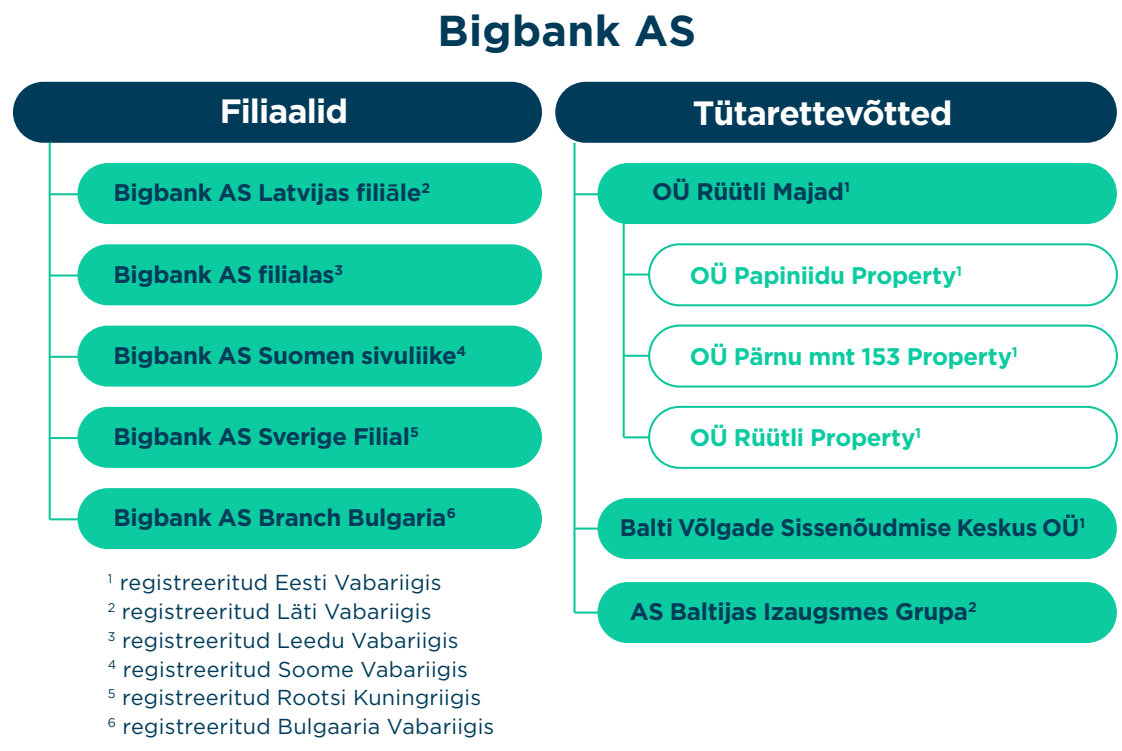 Bigbank AS
Filiaalid
Bigbank AS Latvijas filiāle²
Bigbank AS filialas³
Bigbank AS Suomen sivuliike⁴
Bigbank AS Sverige Filial⁵
Bigbank AS Branch Bulgaria⁶
¹ registreeritud Eesti Vabariigis
² registreeritud Läti Vabariigis
³ registreeritud Leedu Vabariigis
⁴ registreeritud Soome Vabariigis
⁵ registreeritud Rootsi Kuningriigis
⁶ registreeritud Bulgaaria Vabariigis
Tütarettevõtted
OÜ Rüütli Majad¹
OÜ Papiniidu Property¹
OÜ Pärnu mnt 153 Property¹
OÜ Rüütli Property¹
Balti Võlgade Sissenõudmise Keskus OÜ¹
AS Baltijas Izaugsmes Grupa²